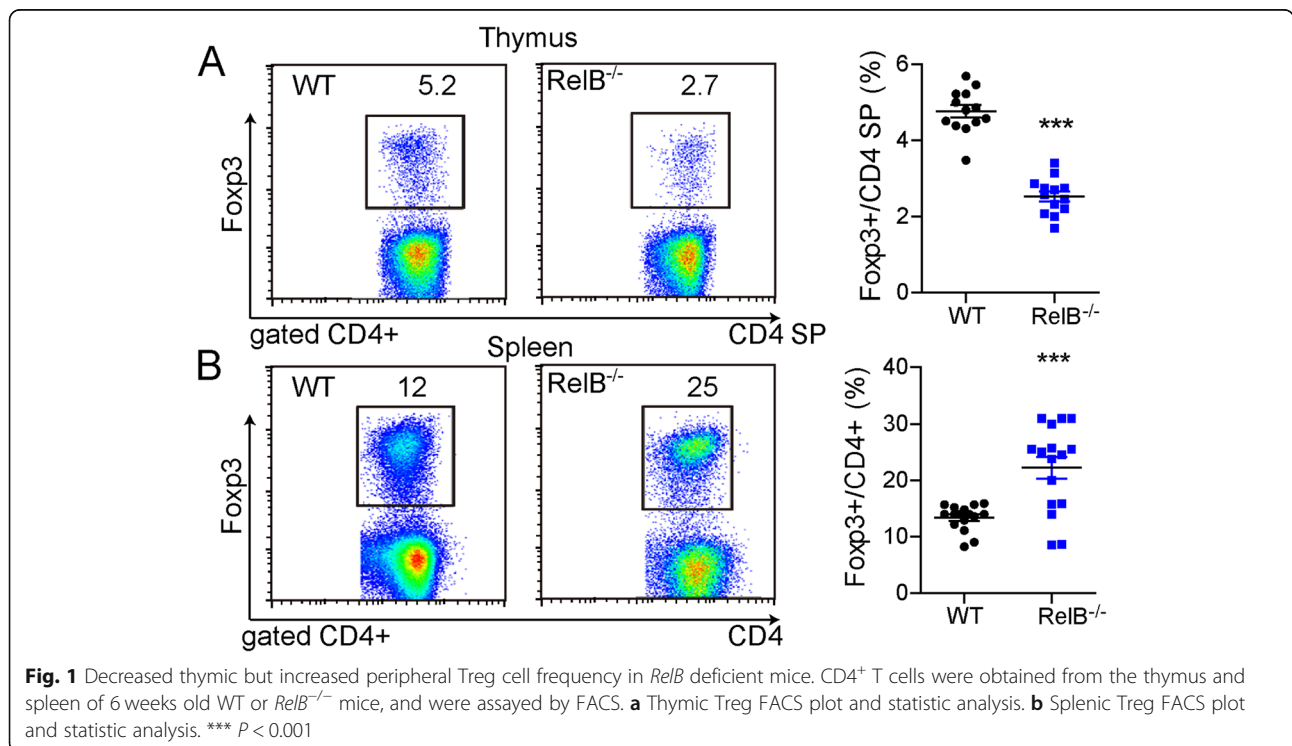 A
Thymus
WT 5.2
RelB-/- 2.7
Foxp3
gated CD4+
CD4 SP
Foxp3+/CD4 SP (%)
6
4
2
0
***
WT
RelB-/-
B
Spleen
WT 12
RelB-/- 25
Foxp3
gated CD4+
CD4
Foxp3+/CD4+ (%)
40
30
20
10
0
***
WT
RelB-/-
Fig. 1 Decreased thymic but increased peripheral Treg cell frequency in RelB deficient mice. CD4+ T cells were obtained from the thymus and
spleen of 6 weeks old WT or RelB−/− mice, and were assayed by FACS. a Thymic Treg FACS plot and statistic analysis. b Splenic Treg FACS plot
and statistic analysis. *** P < 0.001